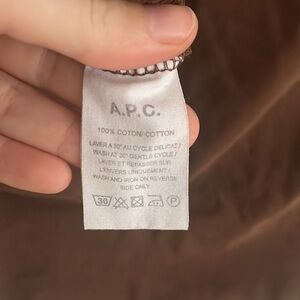 A.P.C.
100% COTON/COTTON
LAVER A 30° AU CYCLE DELICAT/
WASH AT 30° GENTLE CYCLE/
LAVER ET REPASSER SUR
L'ENVERS UNIQUEMENT/
WASH AND IRON ON REVERSE
SIDE ONLY
30 P